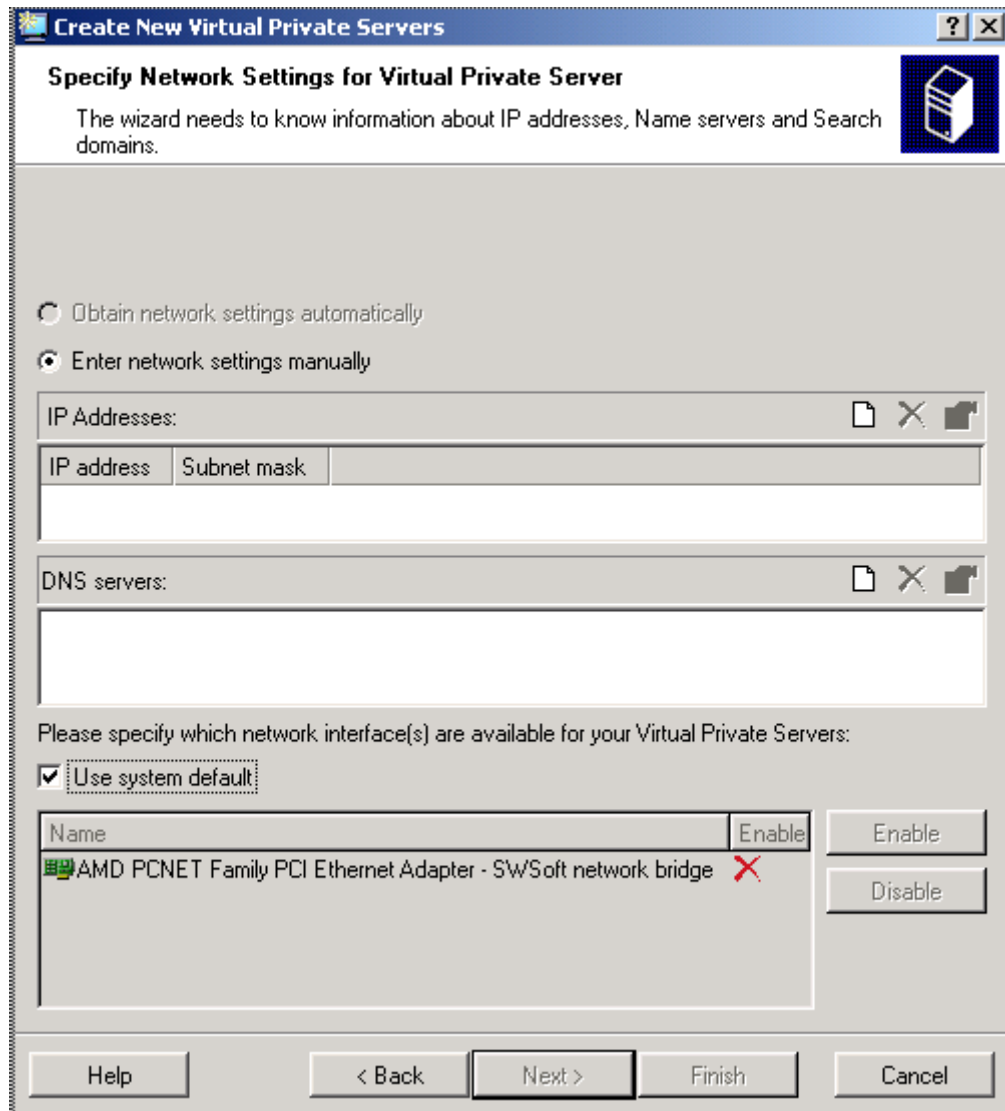 Create New Virtual Private Servers
Specify Network Settings for Virtual Private Server
The wizard needs to know information about IP addresses, Name servers and Search
domains.
Obtain network settings automatically
Enter network settings manually
IP Addresses:
IP address Subnet mask
DNS servers:
Please specify which network interface(s) are available for your Virtual Private Servers:
Use system default
Name Enable Enable
AMD PCNET Family PCI Ethernet Adapter - SWSoft network bridge
Disable
Help < Back Next > Finish Cancel